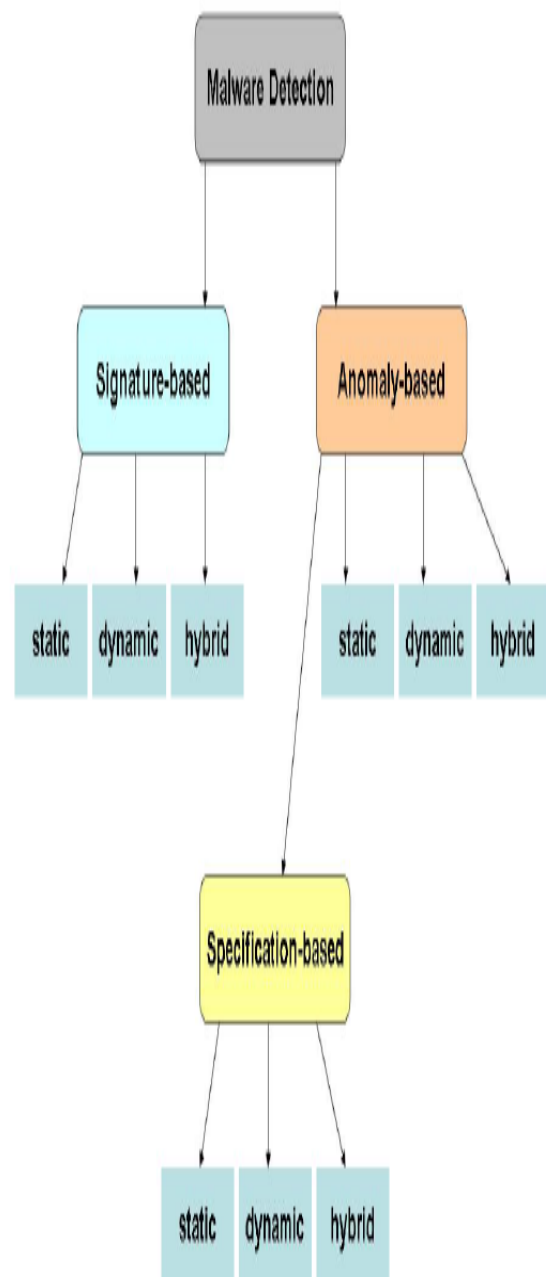 Malware Detection
Signature-based
Anomaly-based
static
dynamic
hybrid
static
dynamic
hybrid
Specification-based
static
dynamic
hybrid